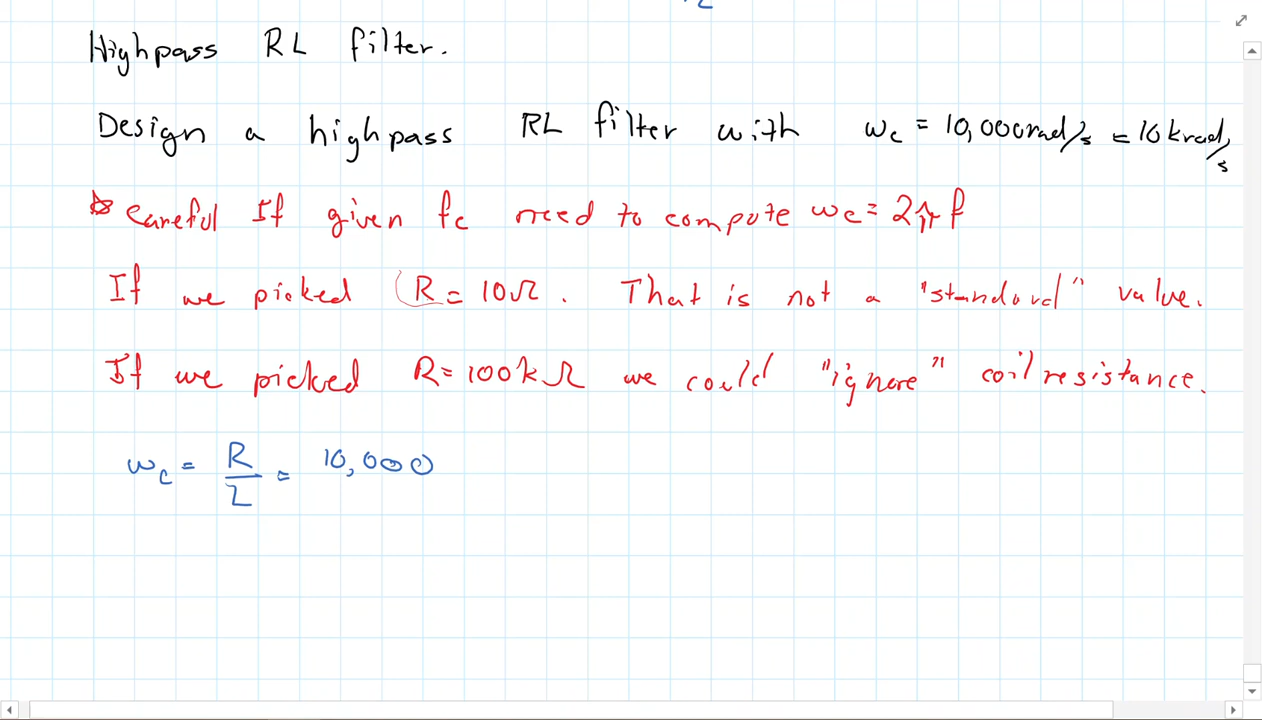 Highpass RL filter.
Design a highpass RL filter with ωc = 10,000rad/s = 10krad/s
☆ Careful If given fc need to compute ωc = 2πf
If we picked R = 10Ω. That is not a "standard" value.
If we picked R = 100kΩ we could "ignore" coil resistance.
ωc = R/L = 10,000